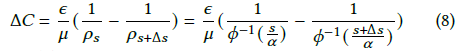 ΔC = ϵ/μ (1/ρ_s − 1/ρ_{s+Δs}) = ϵ/μ (1/ϕ⁻¹(s/α) − 1/ϕ⁻¹((s+Δs)/α)) (8)